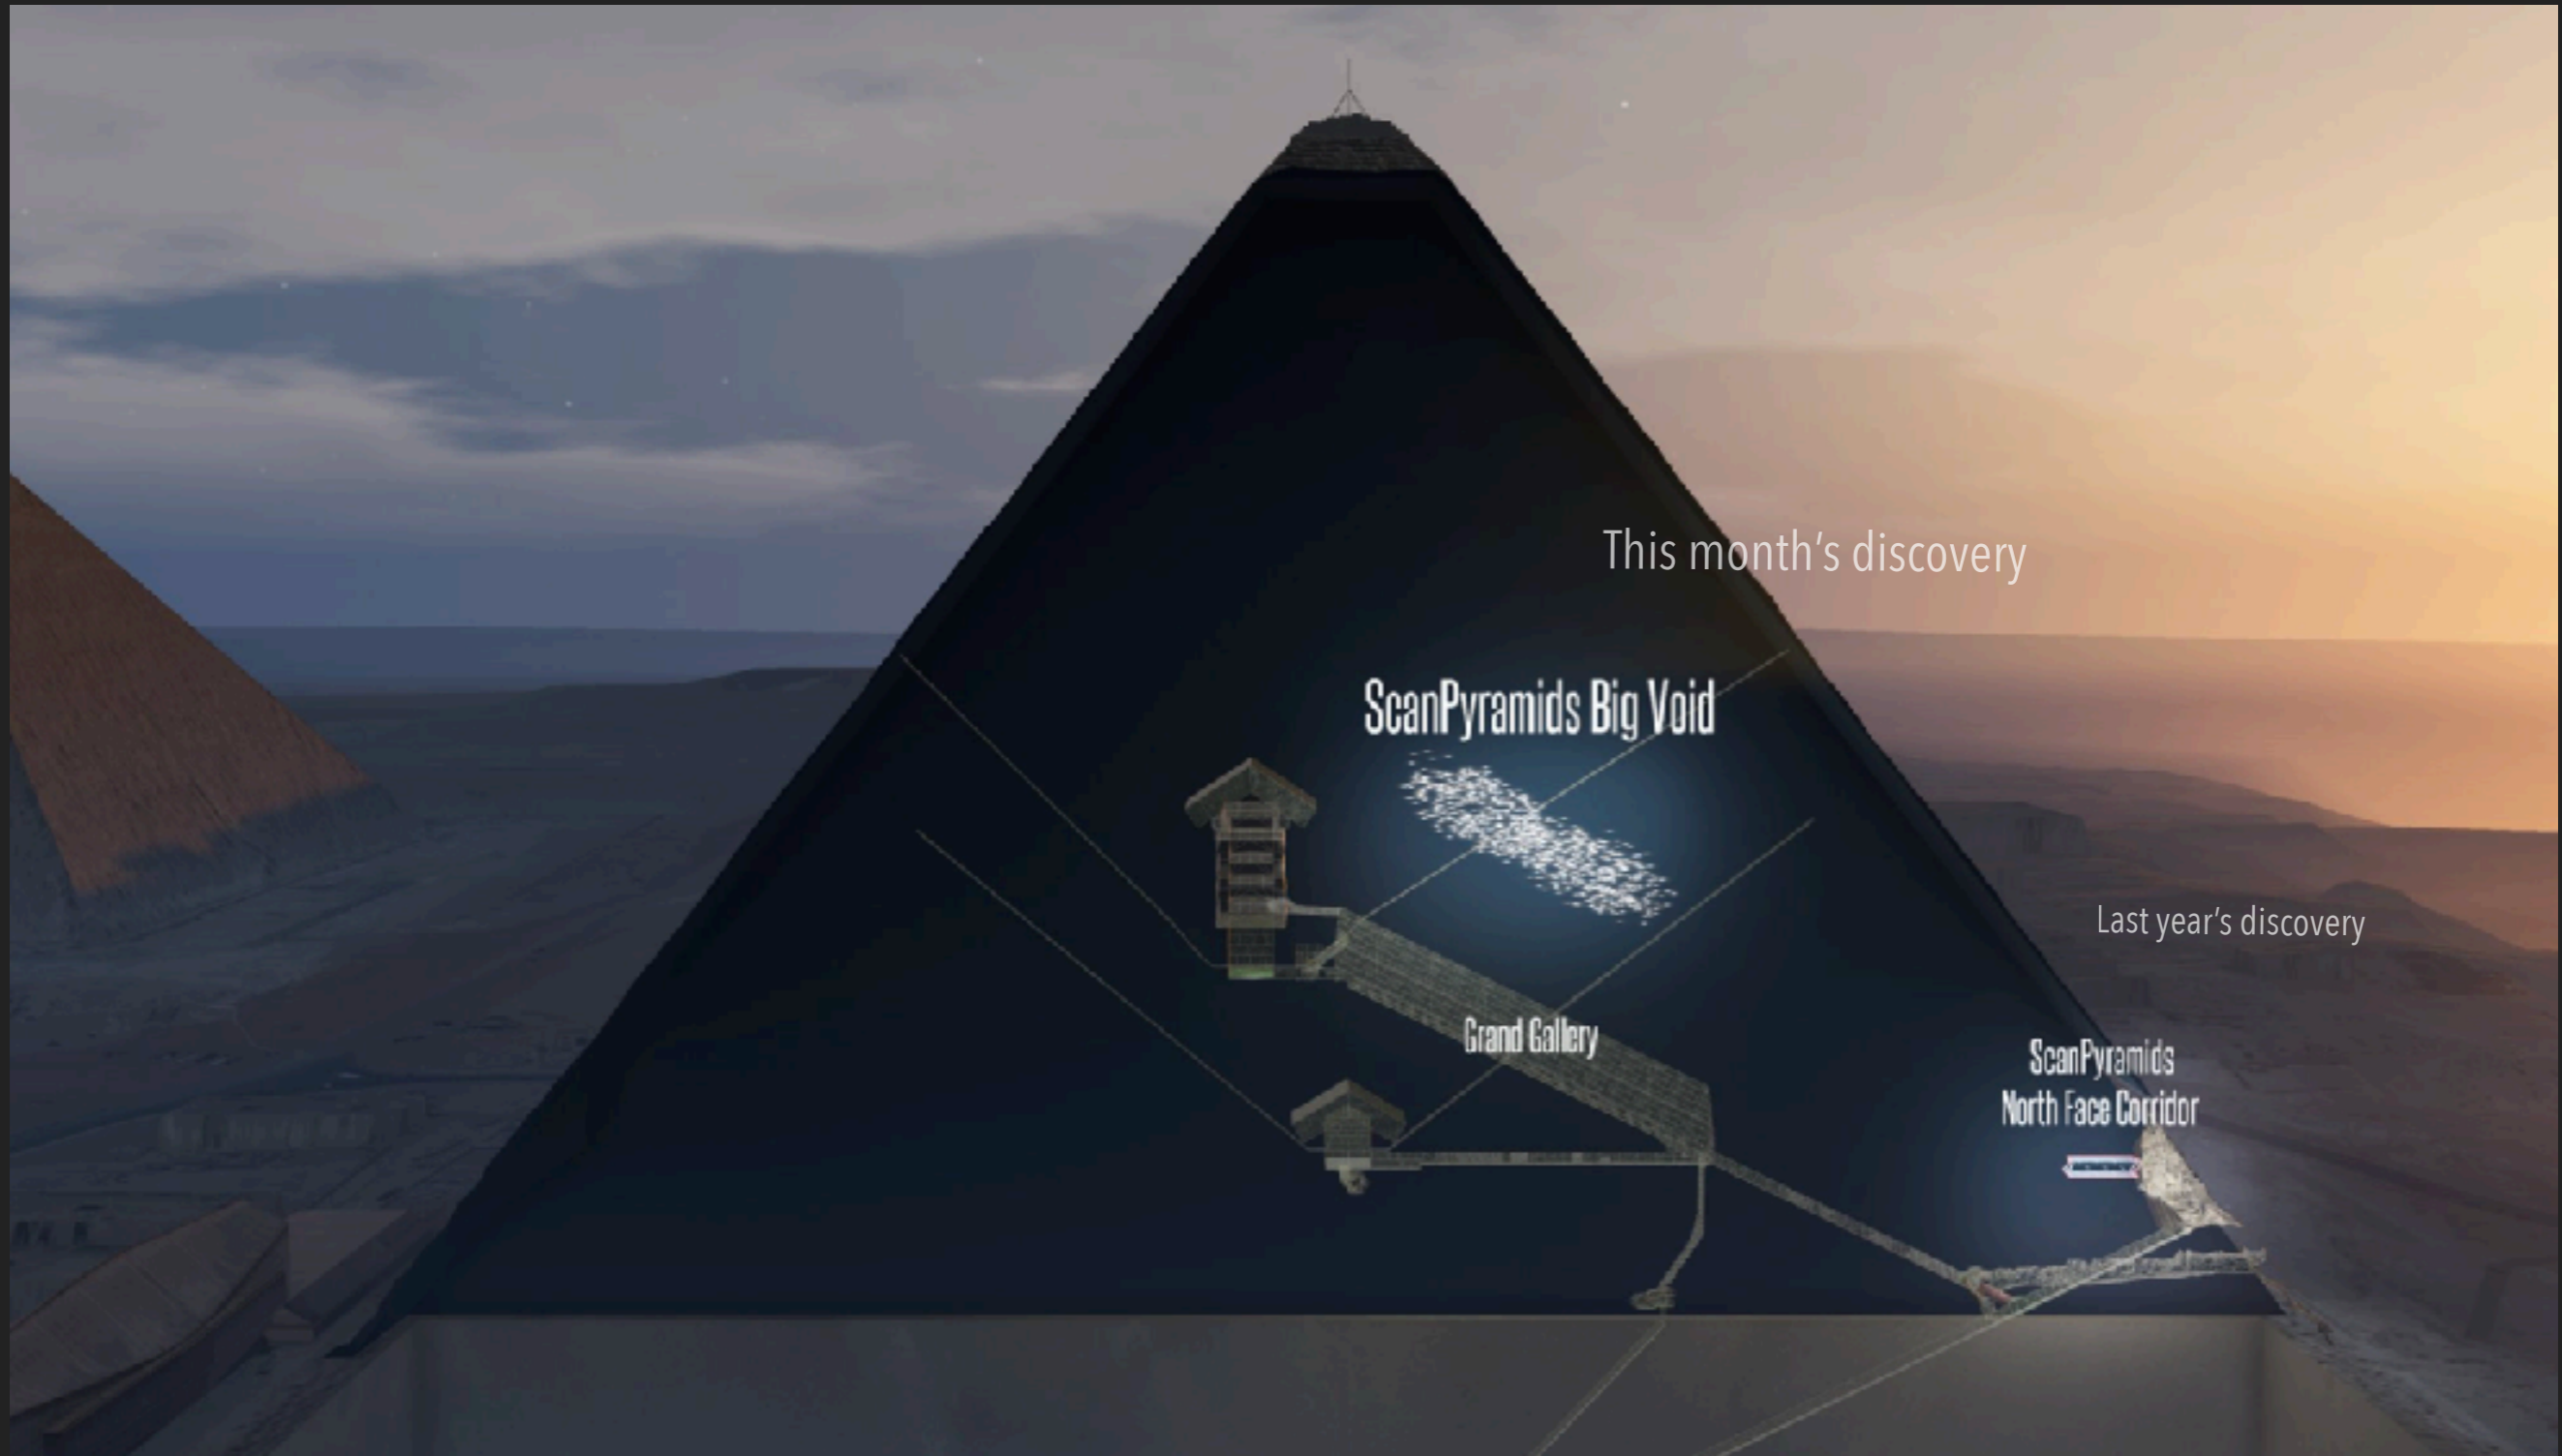 This month's discovery
ScanPyramids Big Void
Last year's discovery
Grand Gallery
ScanPyramids
North Face Corridor